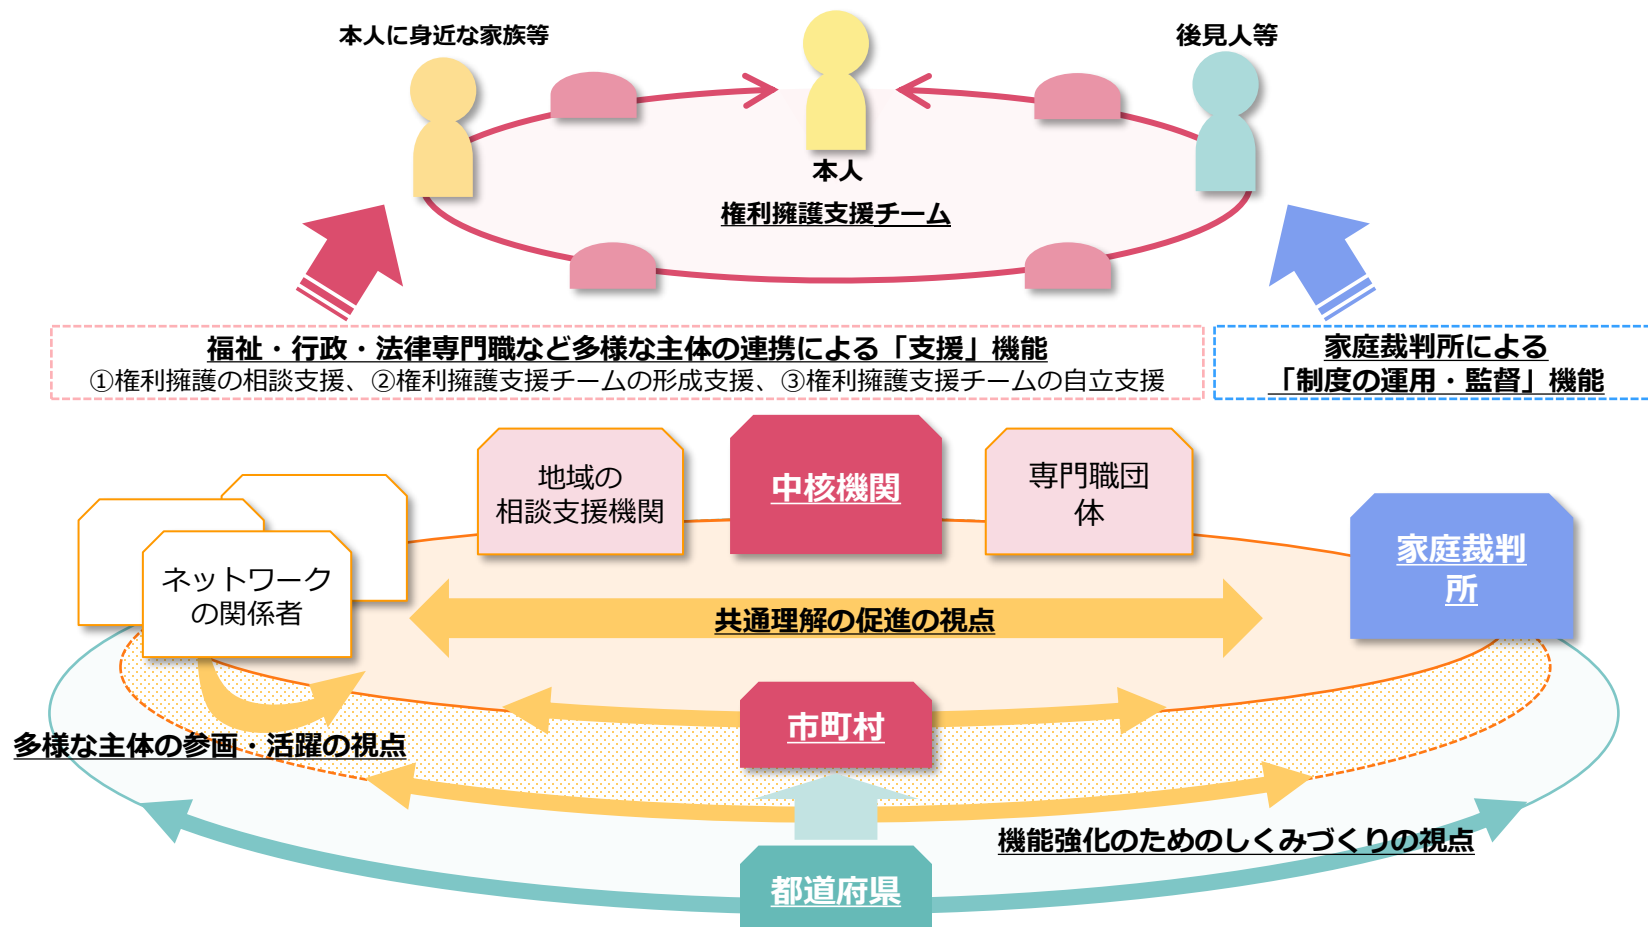 本人に身近な家族等
後見人等
本人
権利擁護支援チーム
福祉・行政・法律専門職など多様な主体の連携による「支援」機能
①権利擁護の相談支援、②権利擁護支援チームの形成支援、③権利擁護支援チームの自立支援
家庭裁判所による
「制度の運用・監督」機能
地域の
相談支援機関
中核機関
専門職団
体
家庭裁判
所
ネットワーク
の関係者
共通理解の促進の視点
市町村
多様な主体の参画・活躍の視点
機能強化のためのしくみづくりの視点
都道府県